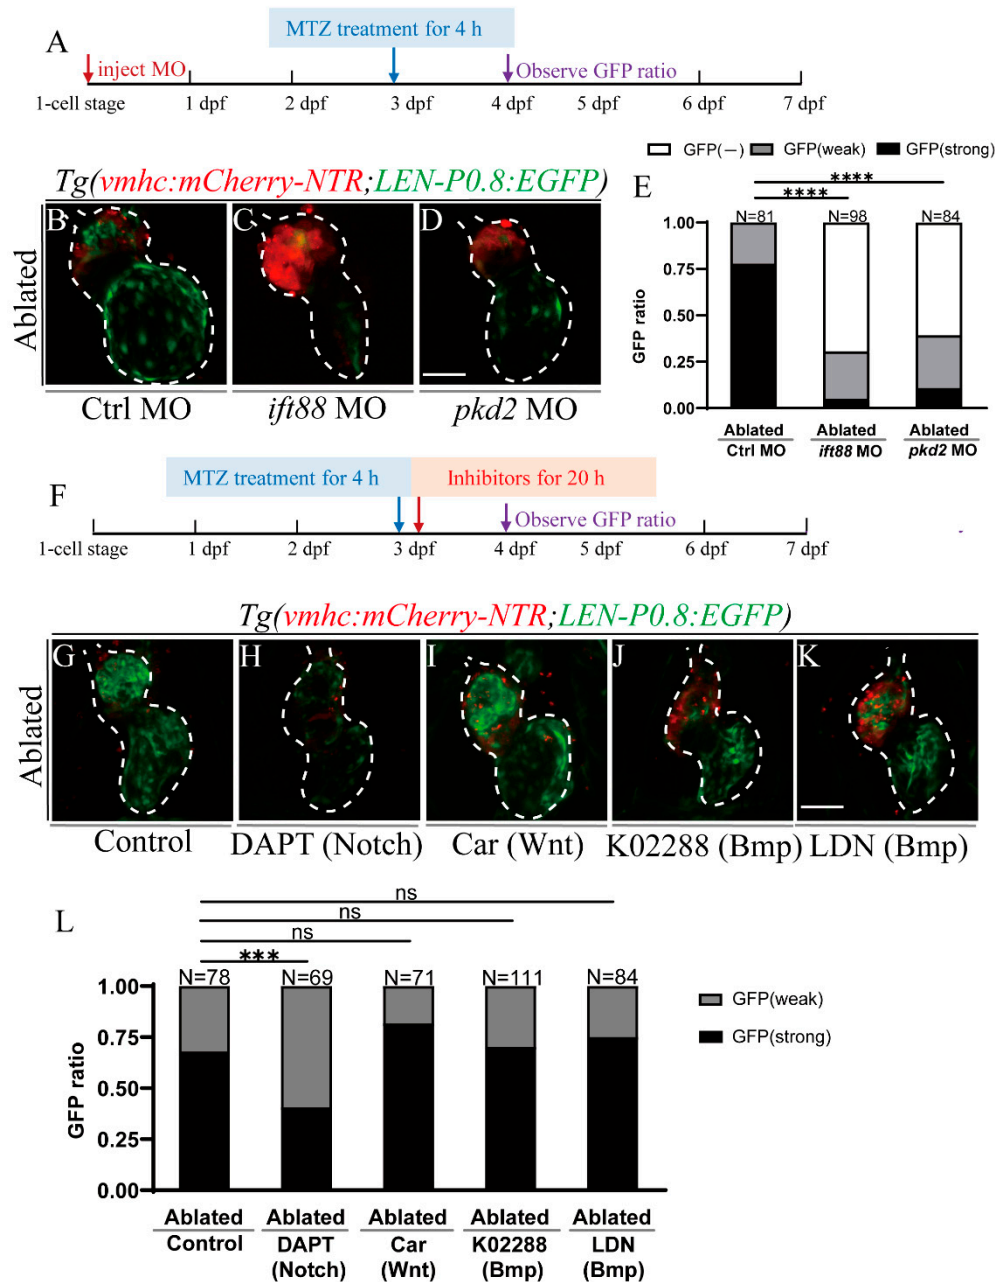 A
MTZ treatment for 4 h
inject MO
Observe GFP ratio
1-cell stage 1 dpf 2 dpf 3 dpf 4 dpf 5 dpf 6 dpf 7 dpf
GFP(—) GFP(weak) GFP(strong)
Tg(vmhc:mCherry-NTR;LEN-P0.8:EGFP)
B C D
Ablated
Ctrl MO ift88 MO pkd2 MO
E
****
****
N=81 N=98 N=84
1.00
0.75
0.50
0.25
0.00
GFP ratio
Ablated Ablated Ablated
Ctrl MO ift88 MO pkd2 MO
F
MTZ treatment for 4 h Inhibitors for 20 h
Observe GFP ratio
1-cell stage 1 dpf 2 dpf 3 dpf 4 dpf 5 dpf 6 dpf 7 dpf
Tg(vmhc:mCherry-NTR;LEN-P0.8:EGFP)
G H I J K
Ablated
Control DAPT (Notch) Car (Wnt) K02288 (Bmp) LDN (Bmp)
L
ns
ns
ns
***
N=78 N=69 N=71 N=111 N=84
1.00
0.75
0.50
0.25
0.00
GFP ratio
GFP(weak)
GFP(strong)
Ablated Ablated Ablated Ablated Ablated
Control DAPT Car K02288 LDN
(Notch) (Wnt) (Bmp) (Bmp)